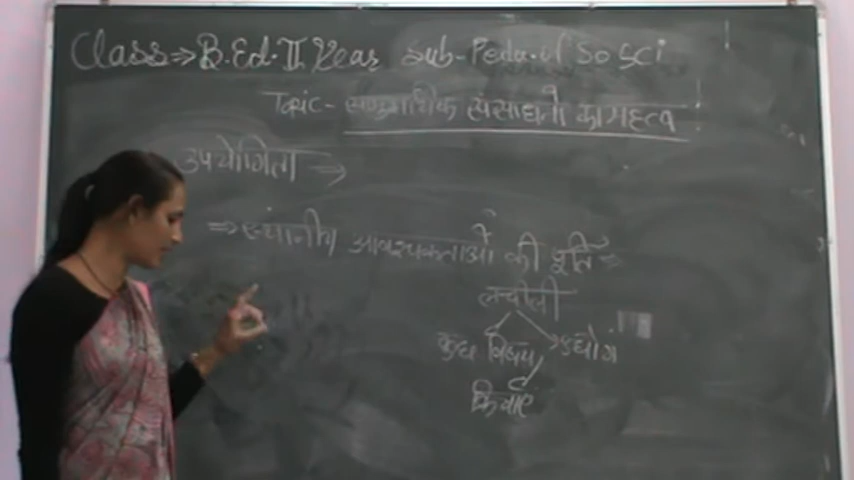 Class⇒B.Ed.II Year Sub-Peda.of So Sci
Topic- सामुदायिक संसाधनों का महत्व
उपयोगिता →
⇒स्थानीय आवश्यकताओं की पूर्ति⇒
लचीली
कुछ विषय उद्योग
क्रियाएं